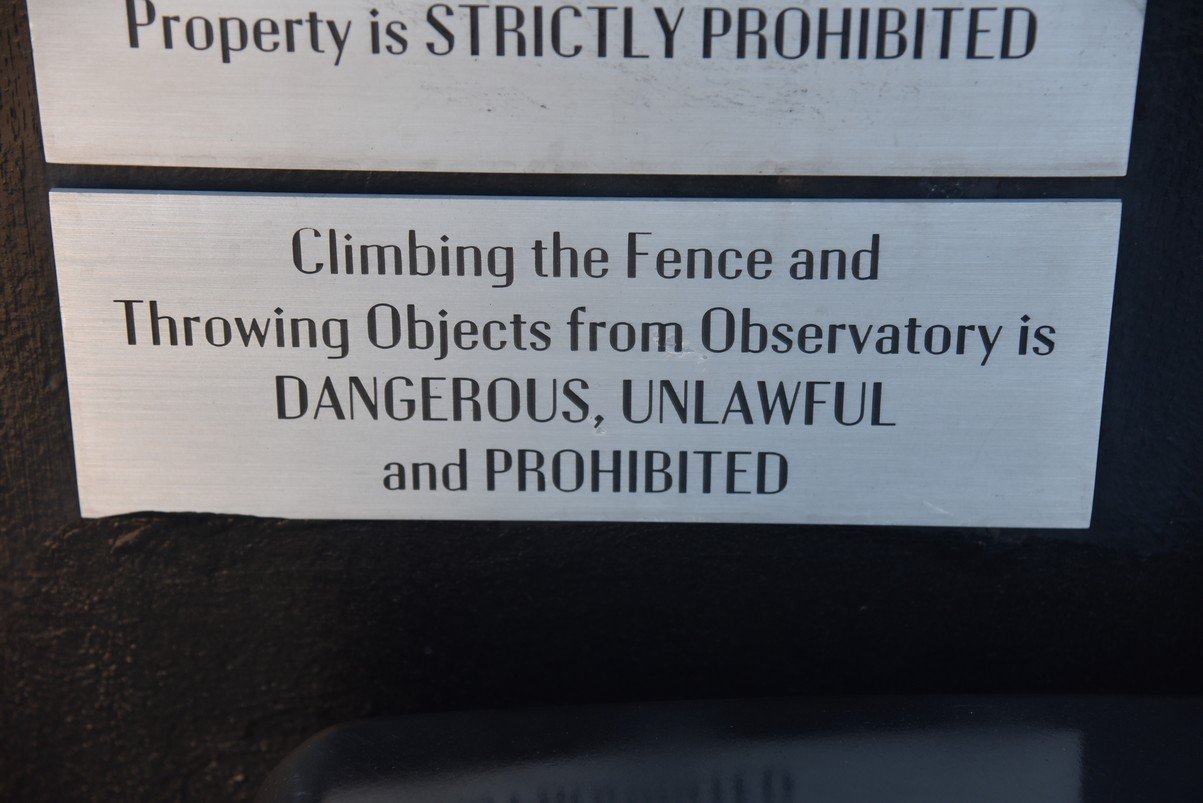 Property is STRICTLY PROHIBITED
Climbing the Fence and
Throwing Objects from Observatory is
DANGEROUS, UNLAWFUL
and PROHIBITED